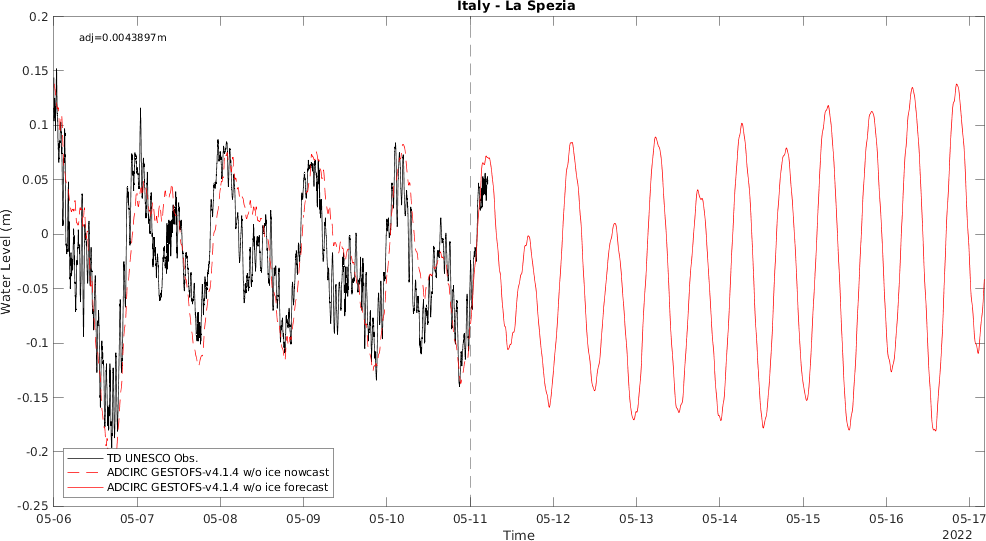 Italy - La Spezia
adj=0.0043897m
0.2
0.15
0.1
0.05
0
-0.05
-0.1
-0.15
-0.2
-0.25
Water Level (m)
TD UNESCO Obs.
ADCIRC GESTOFS-v4.1.4 w/o ice nowcast
ADCIRC GESTOFS-v4.1.4 w/o ice forecast
05-06 05-07 05-08 05-09 05-10 05-11 05-12 05-13 05-14 05-15 05-16 05-17
Time
2022